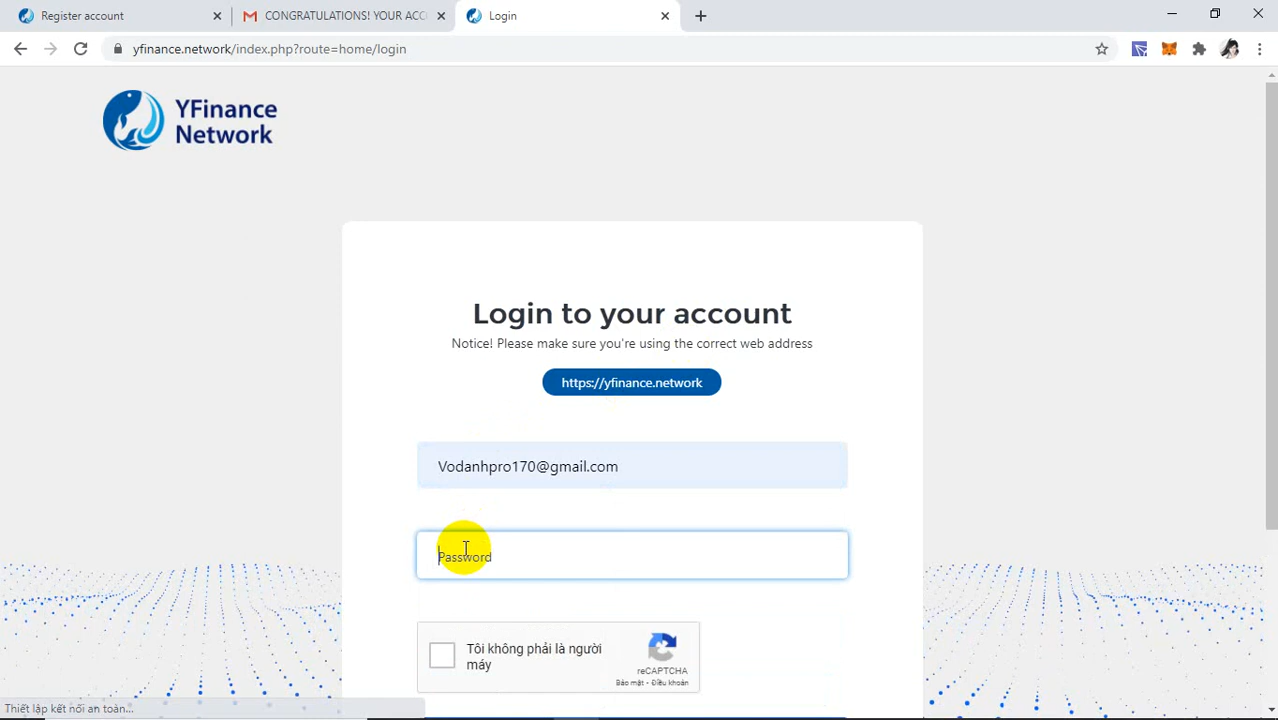 Register account
CONGRATULATIONS! YOUR ACC
Login
yfinance.network/index.php?route=home/login
YFinance
Network
Login to your account
Notice! Please make sure you're using the correct web address
https://yfinance.network
Vodanhpro170@gmail.com
Password
Tôi không phải là người
máy
reCAPTCHA
Bảo mật - Điều khoản
Thiết lập kết nối an toàn...